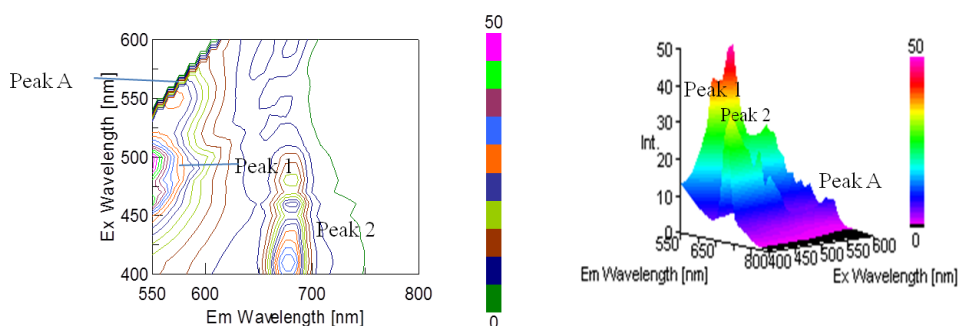 600
550
500
450
400
Ex Wavelength [nm]
550 600 700 800
Em Wavelength [nm]
Peak A
Peak 1
Peak 2
50
0
50
40
30
20
10
0
Int.
Peak 1
Peak 2
Peak A
550 650 800
Em Wavelength [nm]
400 450 500 550 600
Ex Wavelength [nm]
50
0